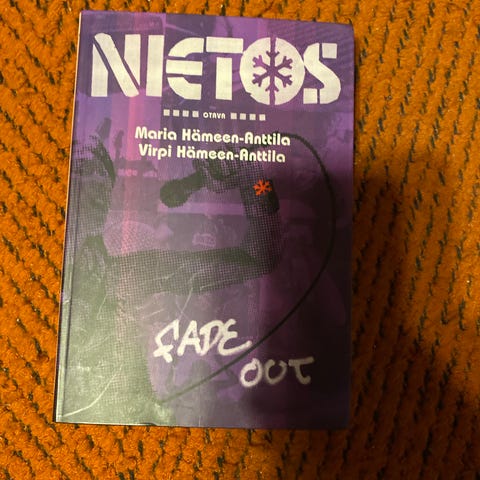 NIETOS
OTAVA
Maria Hämeen-Anttila
Virpi Hämeen-Anttila
FADE
OUT